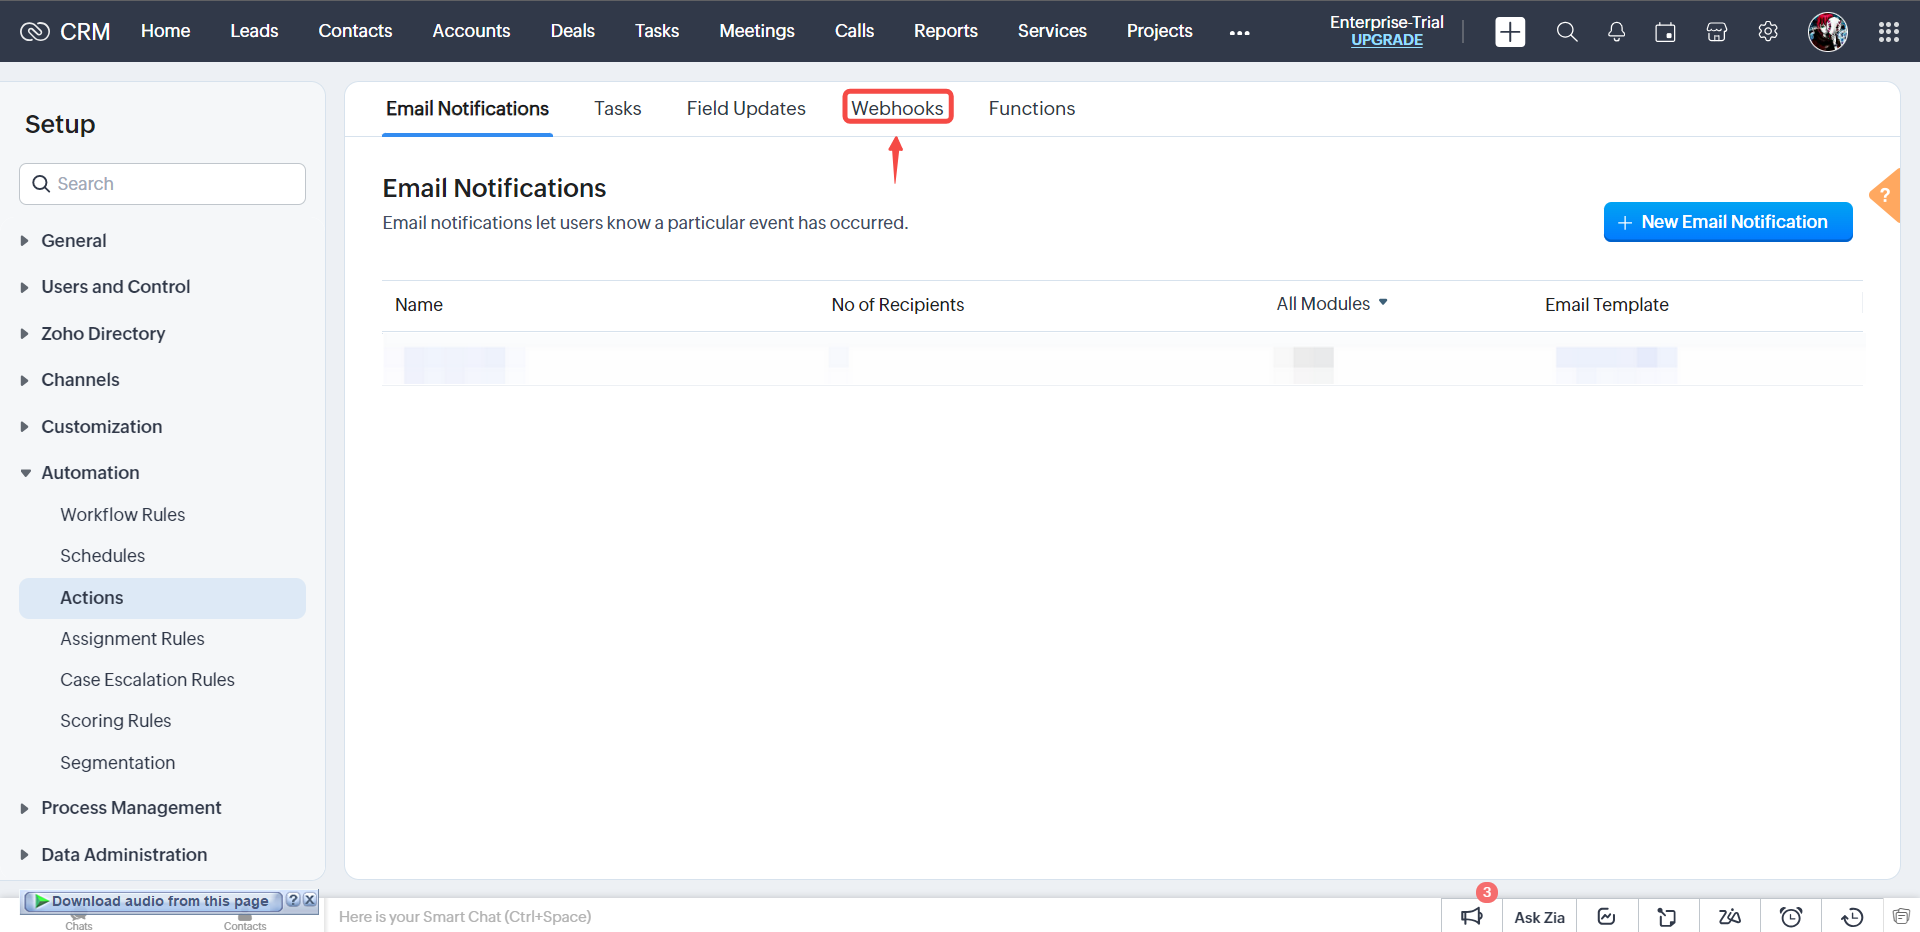 CRM Home Leads Contacts Accounts Deals Tasks Meetings Calls Reports Services Projects ...
Enterprise-Trial
UPGRADE
Setup
Search
General
Users and Control
Zoho Directory
Channels
Customization
Automation
Workflow Rules
Schedules
Actions
Assignment Rules
Case Escalation Rules
Scoring Rules
Segmentation
Process Management
Data Administration
Download audio from this page ? X
Chats Contacts
Email Notifications Tasks Field Updates Webhooks Functions
Email Notifications
Email notifications let users know a particular event has occurred.
?
+ New Email Notification
Name No of Recipients All Modules Email Template
Here is your Smart Chat (Ctrl+Space)
3
Ask Zia